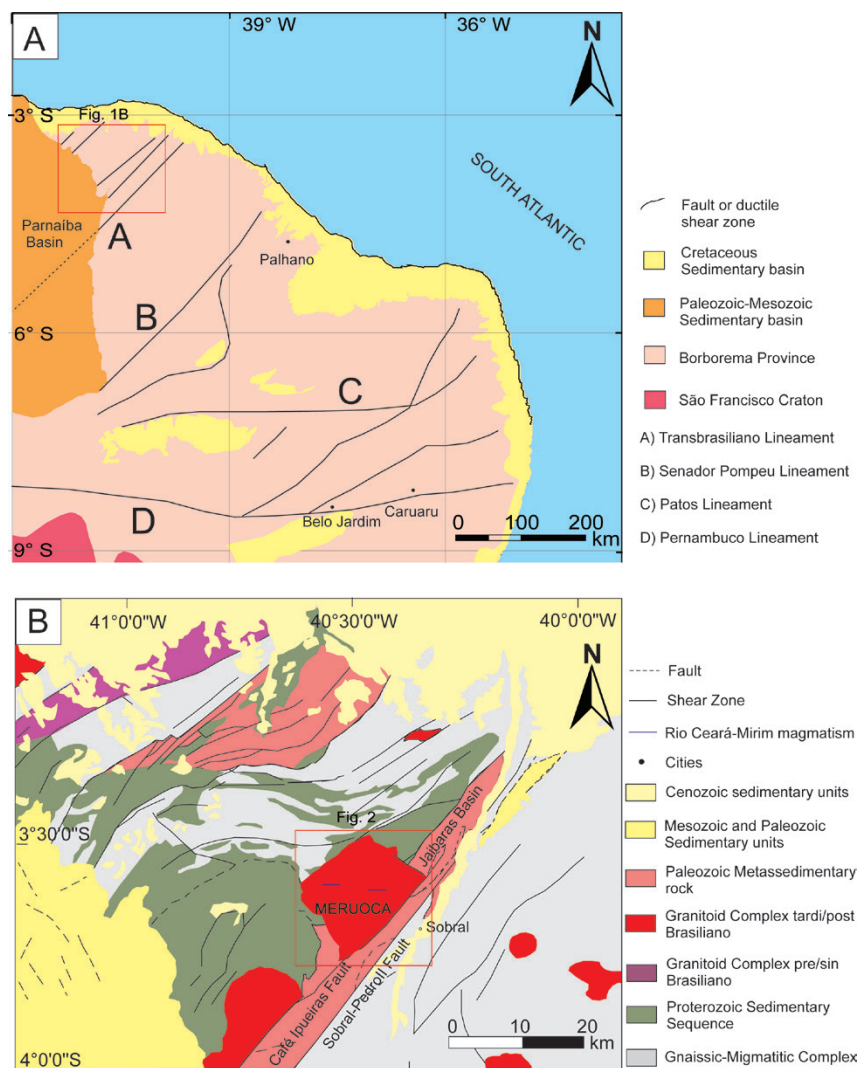 A
39° W
36° W
N
3° S
Fig. 1B
SOUTH ATLANTIC
Parnaíba
Basin
A
Palhano
B
6° S
C
Caruaru
Belo Jardim
D
0 100 200
km
9° S
Fault or ductile
shear zone
Cretaceous
Sedimentary basin
Paleozoic-Mesozoic
Sedimentary basin
Borborema Province
São Francisco Craton
A) Transbrasiliano Lineament
B) Senador Pompeu Lineament
C) Patos Lineament
D) Pernambuco Lineament
B
41°0'0"W
40°30'0"W
40°0'0"W
N
3°30'0"S
Fig. 2
Jaibaras Basin
MERUOCA
Sobral
Café Ipueiras Fault
Sobral-Pedro II Fault
0 10 20
km
4°0'0"S
Fault
Shear Zone
Rio Ceará-Mirim magmatism
Cities
Cenozoic sedimentary units
Mesozoic and Paleozoic
Sedimentary units
Paleozoic Metassedimentary
rock
Granitoid Complex tardi/post
Brasiliano
Granitoid Complex pre/sin
Brasiliano
Proterozoic Sedimentary
Sequence
Gnaissic-Migmatitic Complex